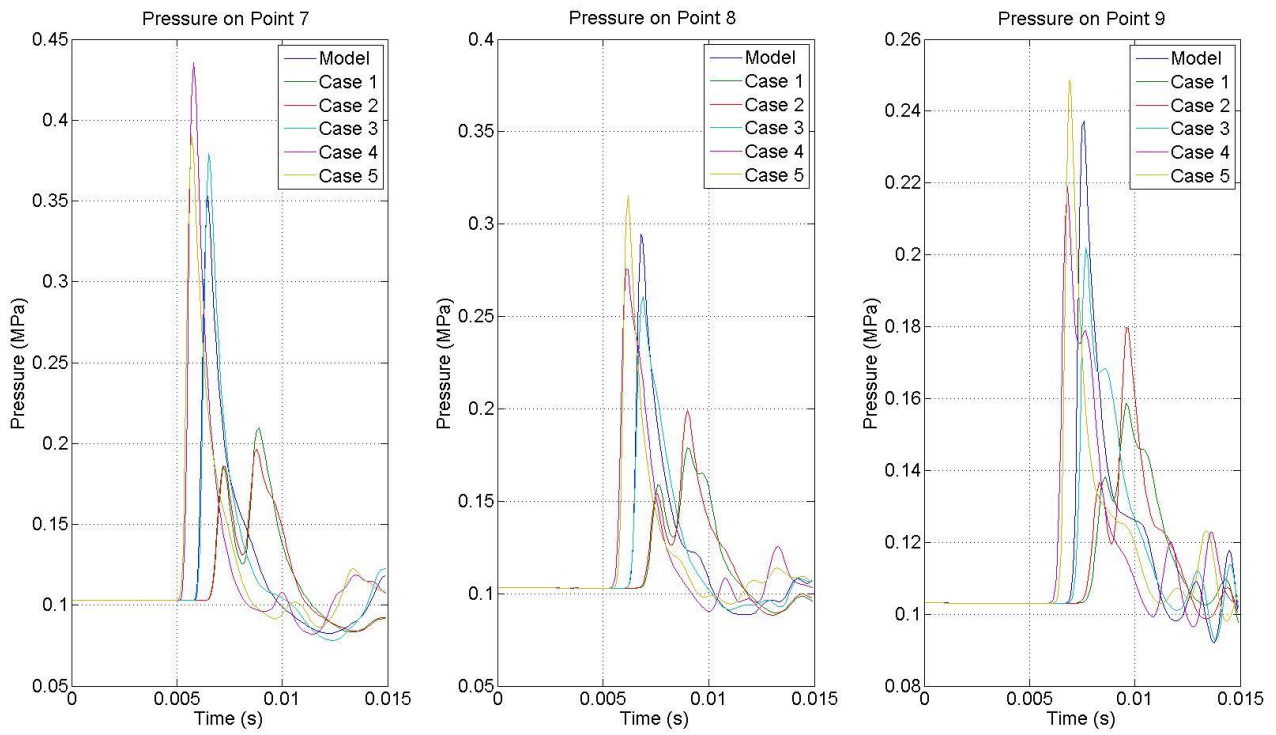 Pressure on Point 7
0.45
0.4
0.35
0.3
0.25
0.2
0.15
0.1
0.05
Pressure (MPa)
0
0.005
0.01
0.015
Time (s)
Model
Case 1
Case 2
Case 3
Case 4
Case 5
Pressure on Point 8
0.4
0.35
0.3
0.25
0.2
0.15
0.1
0.05
Pressure (MPa)
0
0.005
0.01
0.015
Time (s)
Model
Case 1
Case 2
Case 3
Case 4
Case 5
Pressure on Point 9
0.26
0.24
0.22
0.2
0.18
0.16
0.14
0.12
0.1
0.08
Pressure (MPa)
0
0.005
0.01
0.015
Time (s)
Model
Case 1
Case 2
Case 3
Case 4
Case 5